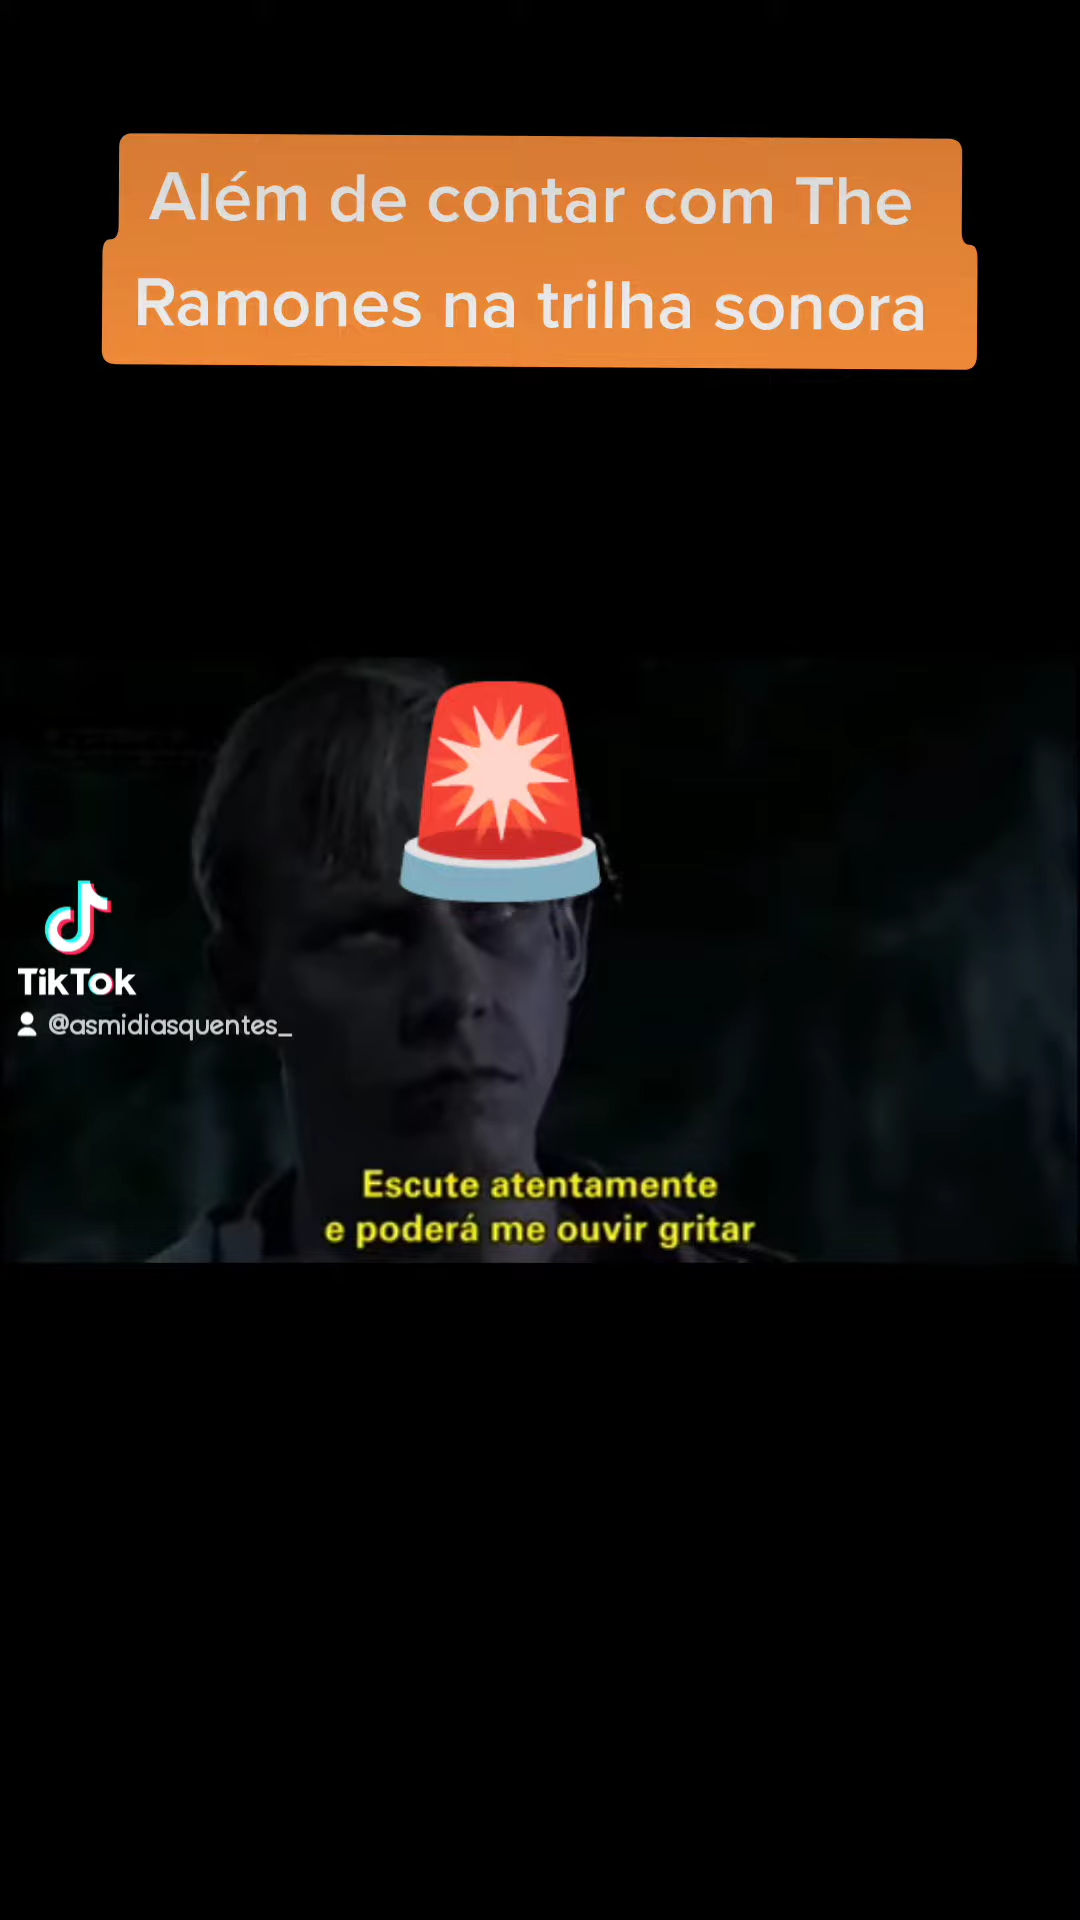 Além de contar com The
Ramones na trilha sonora
TikTok
@asmidiasquentes_
Escute atentamente
e poderá me ouvir gritar